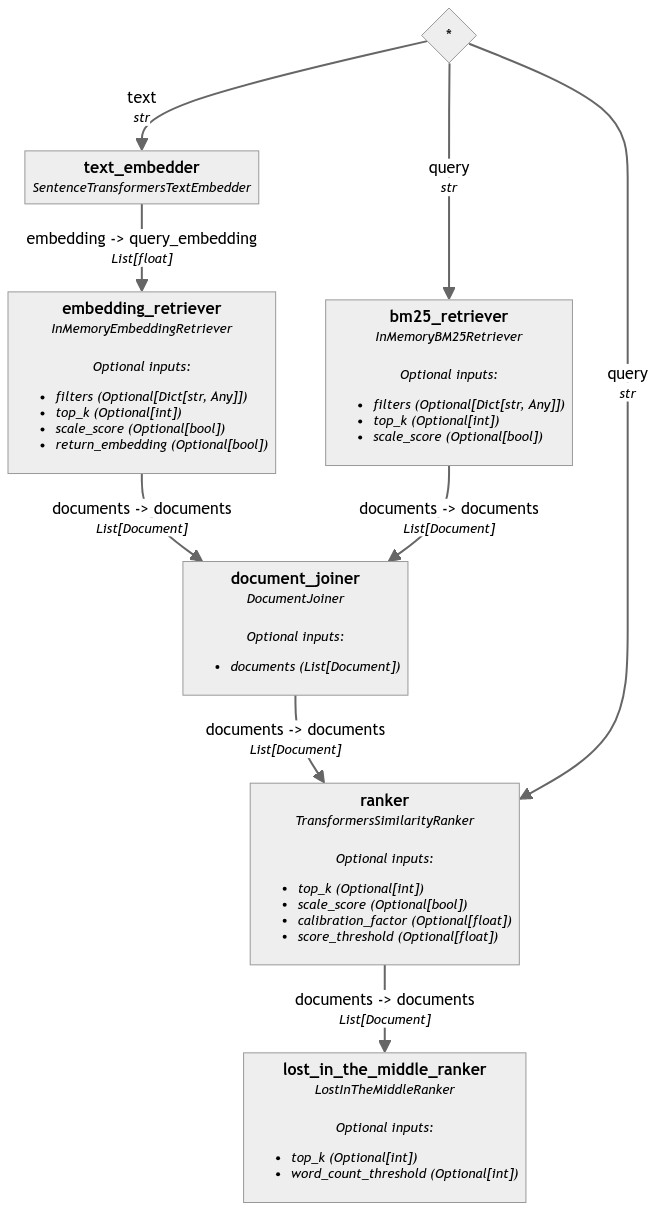 *
text
str
text_embedder
SentenceTransformersTextEmbedder
query
str
embedding -> query_embedding
List[float]
embedding_retriever
InMemoryEmbeddingRetriever
Optional inputs:
• filters (Optional[Dict[str, Any]])
• top_k (Optional[int])
• scale_score (Optional[bool])
• return_embedding (Optional[bool])
bm25_retriever
InMemoryBM25Retriever
Optional inputs:
• filters (Optional[Dict[str, Any]])
• top_k (Optional[int])
• scale_score (Optional[bool])
query
str
documents -> documents
List[Document]
documents -> documents
List[Document]
document_joiner
DocumentJoiner
Optional inputs:
• documents (List[Document])
documents -> documents
List[Document]
ranker
TransformersSimilarityRanker
Optional inputs:
• top_k (Optional[int])
• scale_score (Optional[bool])
• calibration_factor (Optional[float])
• score_threshold (Optional[float])
documents -> documents
List[Document]
lost_in_the_middle_ranker
LostInTheMiddleRanker
Optional inputs:
• top_k (Optional[int])
• word_count_threshold (Optional[int])